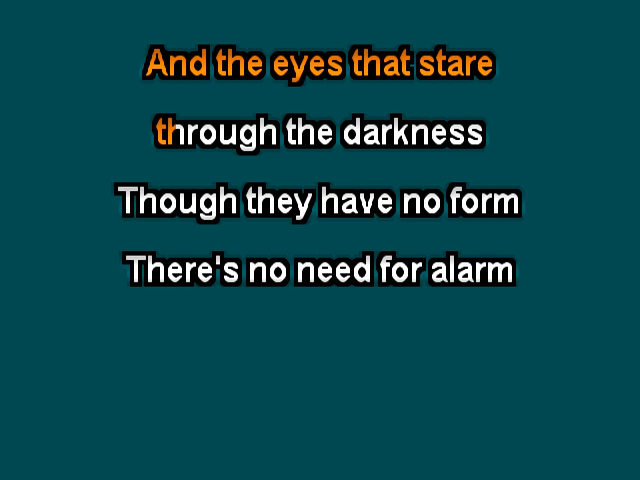 And the eyes that stare
through the darkness
Though they have no form
There's no need for alarm